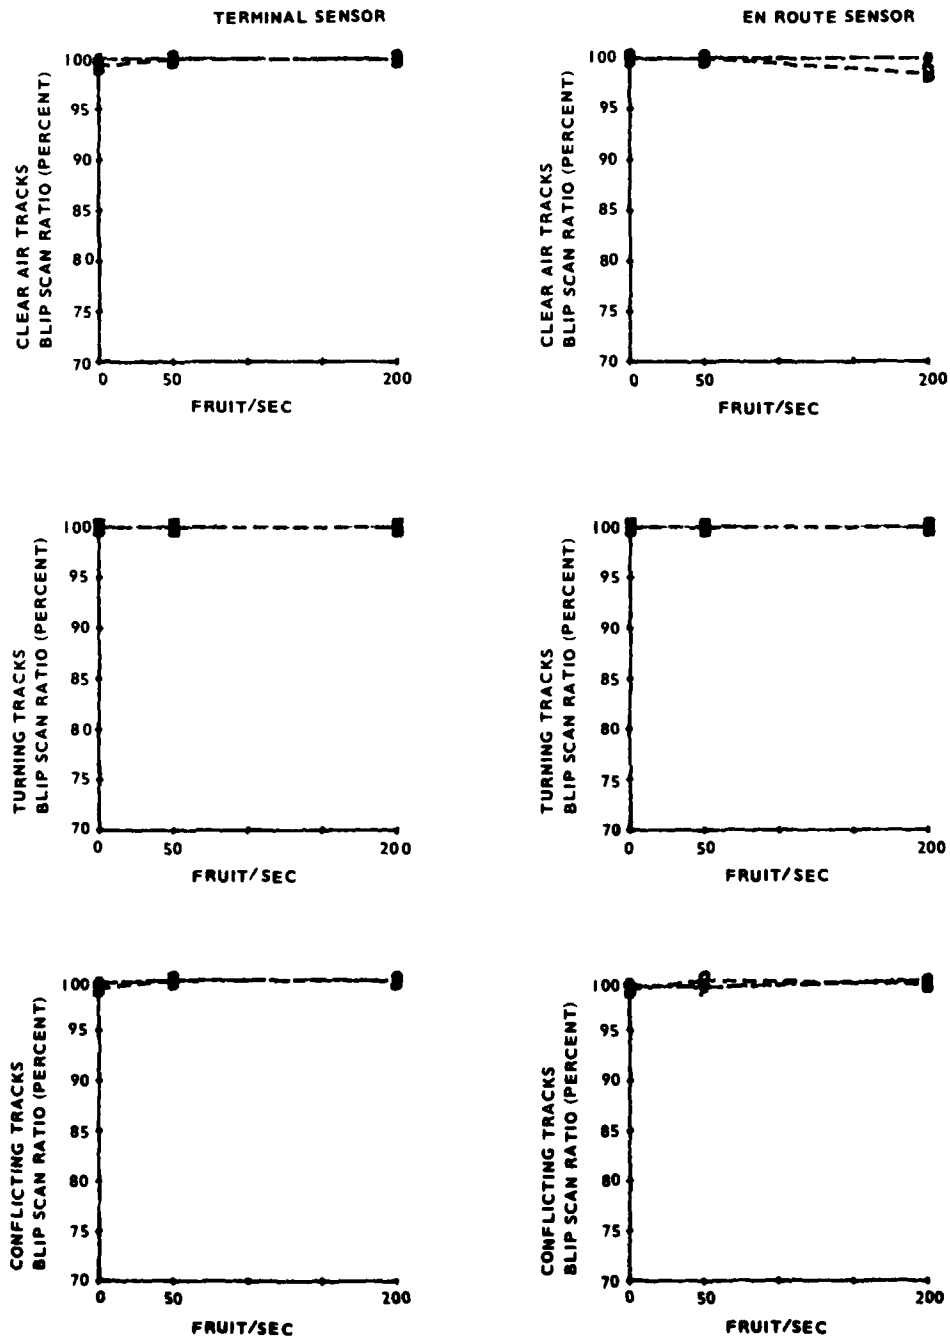 TERMINAL SENSOR
CLEAR AIR TRACKS
BLIP SCAN RATIO (PERCENT)
100
95
90
85
80
75
70
0 50 200
FRUIT/SEC
EN ROUTE SENSOR
CLEAR AIR TRACKS
BLIP SCAN RATIO (PERCENT)
100
95
90
85
80
75
70
0 50 200
FRUIT/SEC
TURNING TRACKS
BLIP SCAN RATIO (PERCENT)
100
95
90
85
80
75
70
0 50 200
FRUIT/SEC
TURNING TRACKS
BLIP SCAN RATIO (PERCENT)
100
95
90
85
80
75
70
0 50 200
FRUIT/SEC
CONFLICTING TRACKS
BLIP SCAN RATIO (PERCENT)
100
95
90
85
80
75
70
0 50 200
FRUIT/SEC
CONFLICTING TRACKS
BLIP SCAN RATIO (PERCENT)
100
95
90
85
80
75
70
0 50 200
FRUIT/SEC